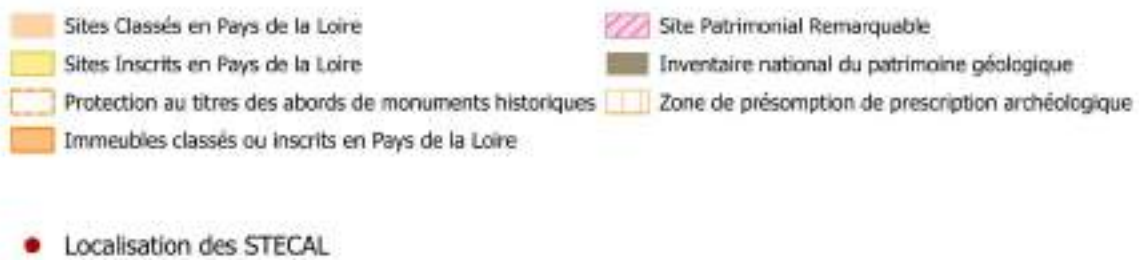 Sites Classés en Pays de la Loire
Sites Inscrits en Pays de la Loire
Protection au titres des abords de monuments historiques
Immeubles classés ou inscrits en Pays de la Loire
Site Patrimonial Remarquable
Inventaire national du patrimoine géologique
Zone de présomption de prescription archéologique
Localisation des STECAL